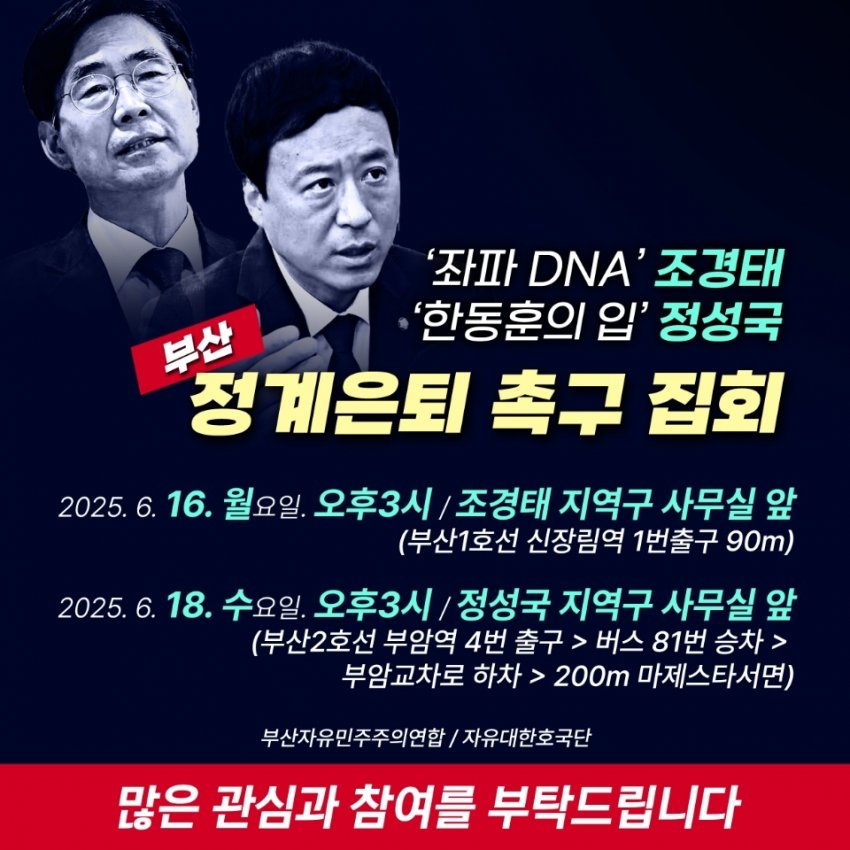 '좌파 DNA' 조경태
'한동훈의 입' 정성국
부산
정계은퇴 촉구 집회
2025. 6. 16. 월요일. 오후3시 / 조경태 지역구 사무실 앞
(부산1호선 신장림역 1번출구 90m)
2025. 6. 18. 수요일. 오후3시 / 정성국 지역구 사무실 앞
(부산2호선 부암역 4번 출구 > 버스 81번 승차 >
부암교차로 하차 > 200m 마제스타서면)
부산자유민주주의연합 / 자유대한호국단
많은 관심과 참여를 부탁드립니다